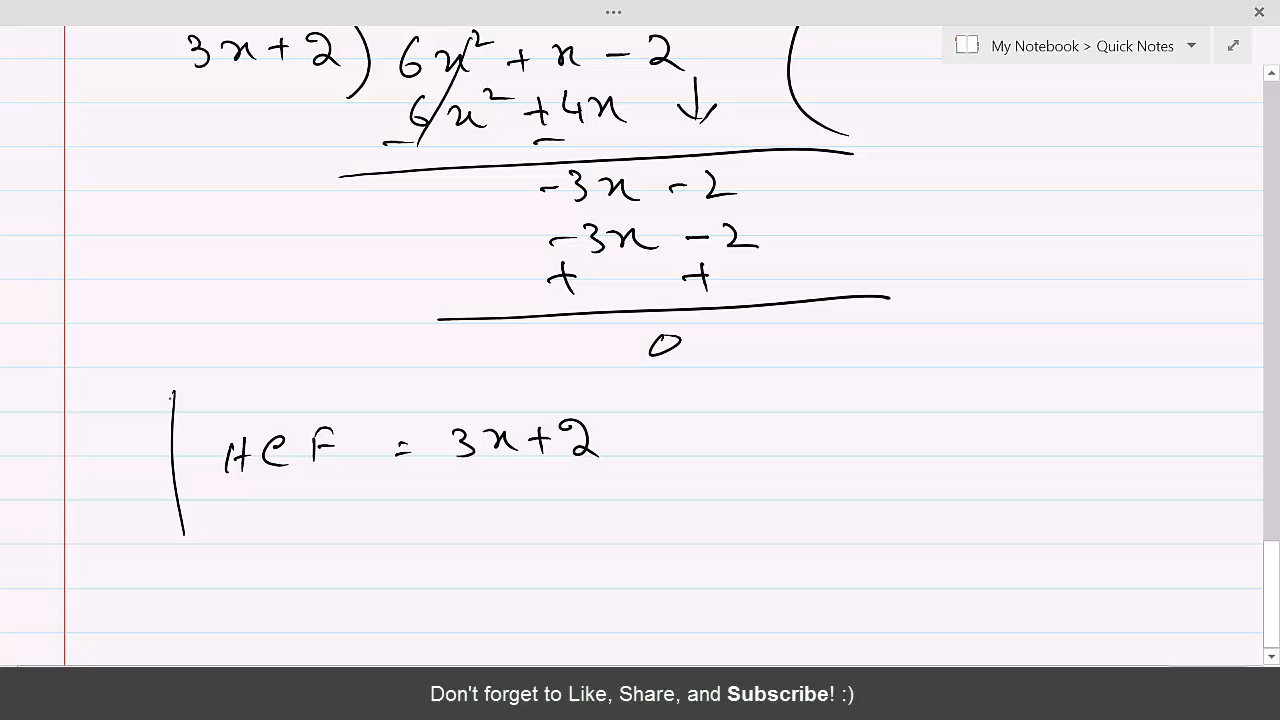 My Notebook > Quick Notes
3x+2) 6x² + x - 2 (
6x² + 4x ↓
- -
-3x - 2
-3x - 2
+ +
0
HCF = 3x+2
Don't forget to Like, Share, and Subscribe! :)